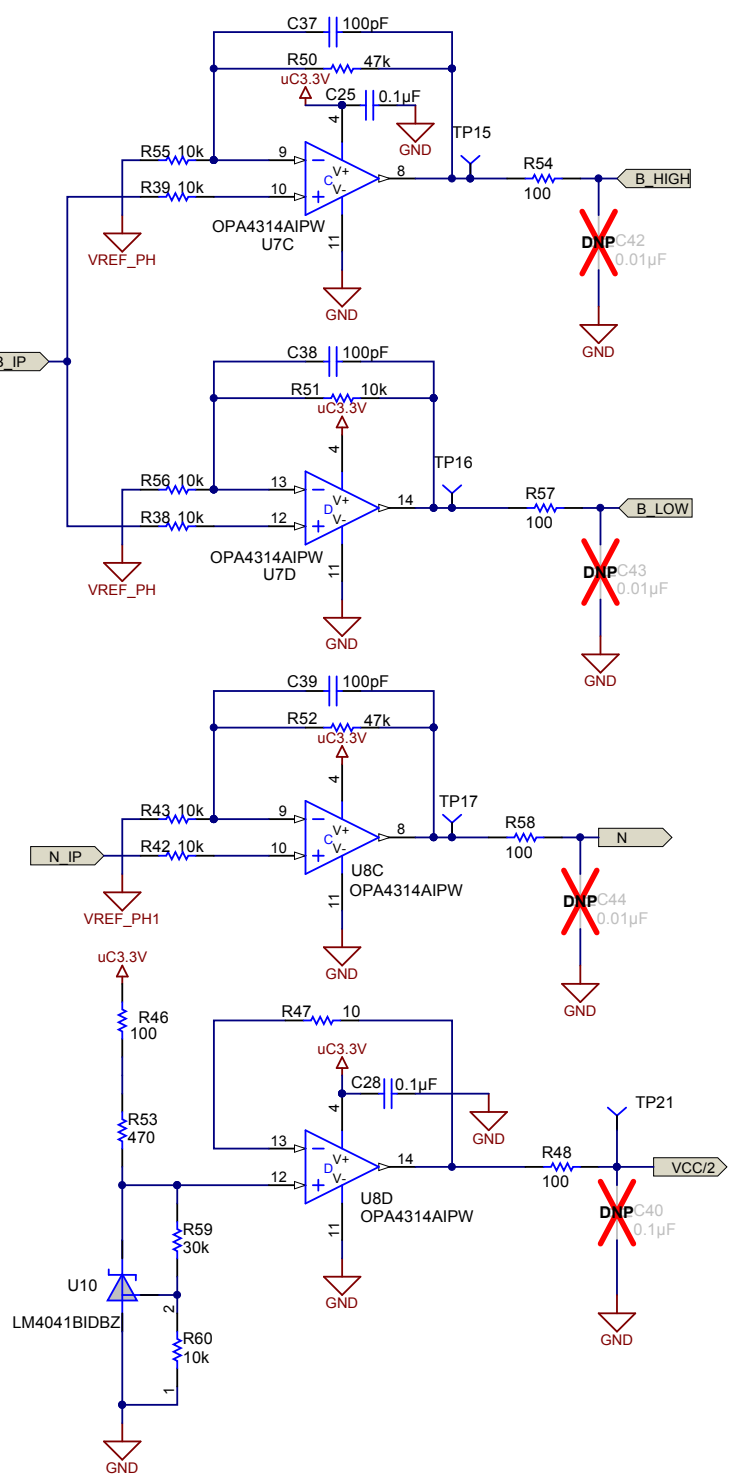 C37 100pF
R50 47k
uC3.3V
C25 0.1µF
4
GND
TP15
R55 10k
9
R39 10k
10
C V+
V-
8
R54
100
B_HIGH
OPA4314AIPW
U7C
11
VREF_PH
GND
DNP C42
0.01µF
GND
C38 100pF
R51 10k
uC3.3V
4
TP16
R56 10k
13
R38 10k
12
D V+
V-
14
R57
100
B_LOW
OPA4314AIPW
U7D
11
VREF_PH
GND
DNP C43
0.01µF
GND
C39 100pF
R52 47k
uC3.3V
4
TP17
R43 10k
9
N_IP
R42 10k
10
C V+
V-
8
R58
100
N
U8C
OPA4314AIPW
11
VREF_PH1
GND
DNP C44
0.01µF
GND
uC3.3V
R46
100
R53
470
R47 10
uC3.3V
C28 0.1µF
4
GND
TP21
13
12
D V+
V-
14
R48
100
VCC/2
U8D
OPA4314AIPW
11
GND
DNP C40
0.1µF
GND
R59
30k
U10
LM4041BIDBZ
2
R60
10k
1
GND